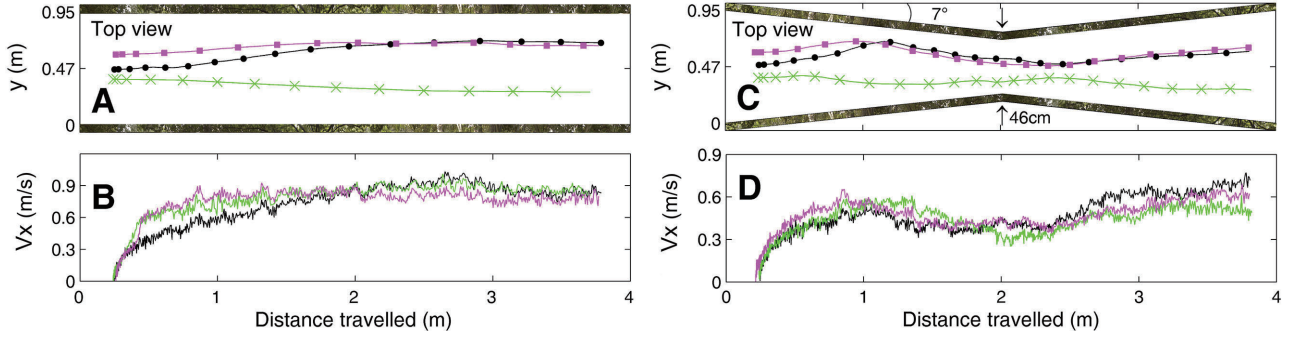 0.95
Top view
0.47
y (m)
A
0
0.9
0.6
0.3
0
Vx (m/s)
B
0 1 2 3 4
Distance travelled (m)
0.95
7°
Top view
0.47
y (m)
C
46cm
0
0.9
0.6
0.3
0
Vx (m/s)
D
0 1 2 3 4
Distance travelled (m)